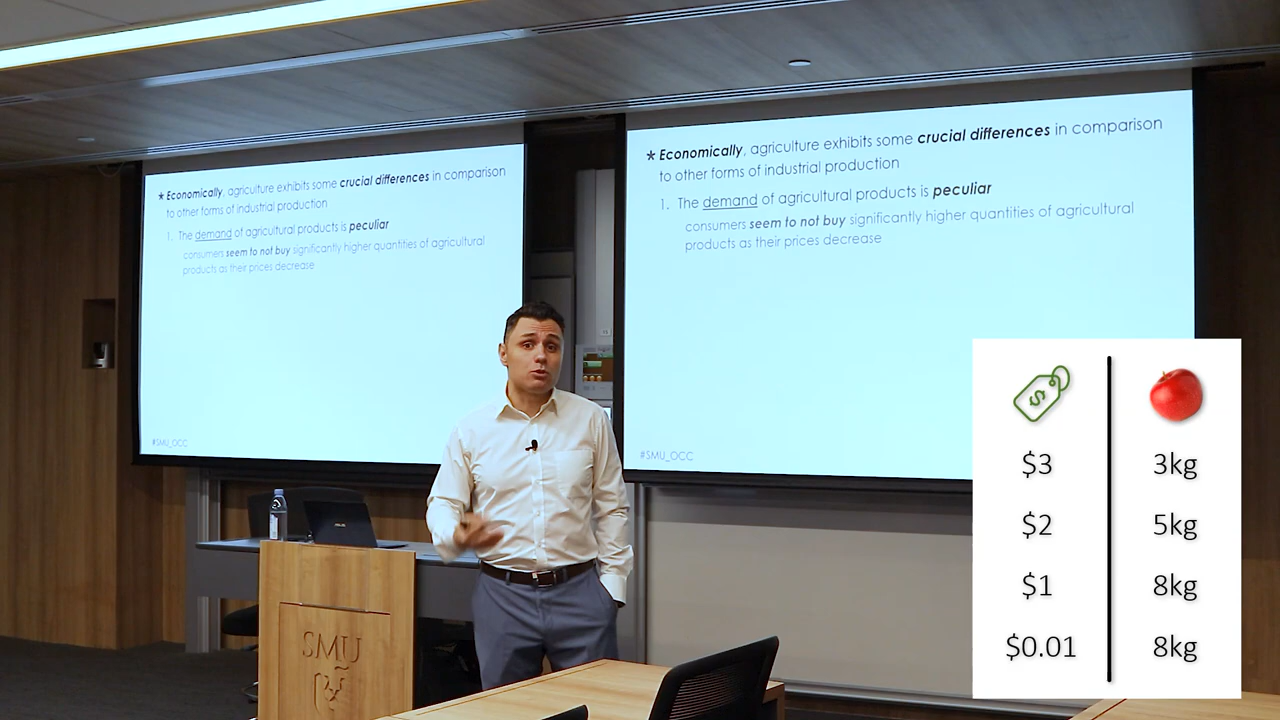 ★ Economically, agriculture exhibits some crucial differences in comparison
to other forms of industrial production
1. The demand of agricultural products is peculiar
consumers seem to not buy significantly higher quantities of agricultural
products as their prices decrease
#SMU_OCC
★ Economically, agriculture exhibits some crucial differences in comparison
to other forms of industrial production
1. The demand of agricultural products is peculiar
consumers seem to not buy significantly higher quantities of agricultural
products as their prices decrease
#SMU_OCC
$
$3 3kg
$2 5kg
$1 8kg
$0.01 8kg
SMU